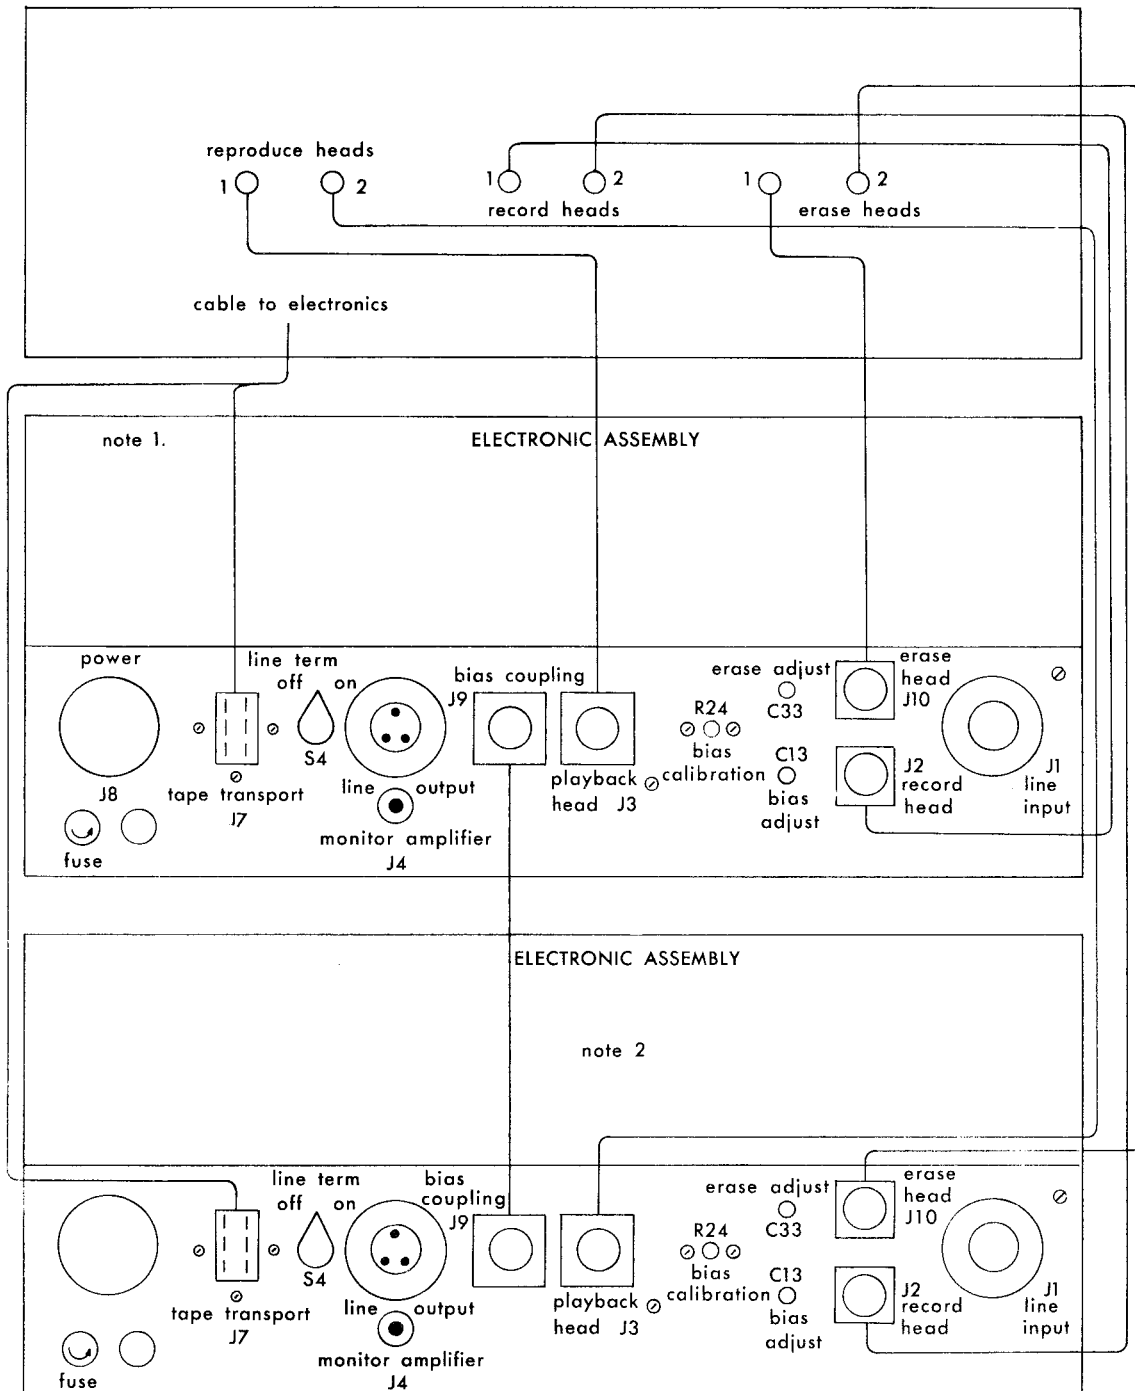 reproduce heads
1 2
1 2
record heads
1 2
erase heads
cable to electronics
note 1.
ELECTRONIC ASSEMBLY
power
J8
fuse
tape transport
J7
line term
off on
S4
line output
monitor amplifier
J4
bias coupling
J9
playback
head J3
R24
bias
calibration
erase adjust
C33
C13
bias
adjust
erase
head
J10
J2
record
head
J1
line
input
ELECTRONIC ASSEMBLY
note 2
fuse
tape transport
J7
line term
off on
S4
line output
monitor amplifier
J4
bias
coupling
J9
playback
head J3
R24
bias
calibration
erase adjust
C33
C13
bias
adjust
erase
head
J10
J2
record
head
J1
line
input